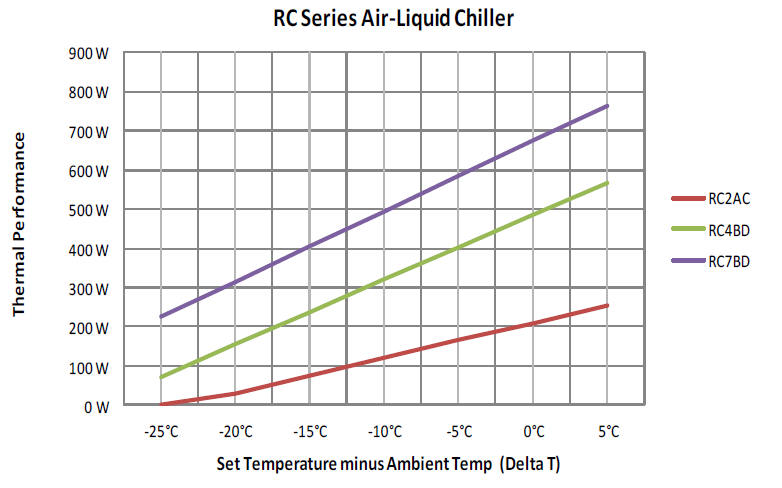 RC Series Air-Liquid Chiller
900 W
800 W
700 W
600 W
500 W
400 W
300 W
200 W
100 W
0 W
Thermal Performance
-25°C -20°C -15°C -10°C -5°C 0°C 5°C
Set Temperature minus Ambient Temp (Delta T)
RC2AC
RC4BD
RC7BD